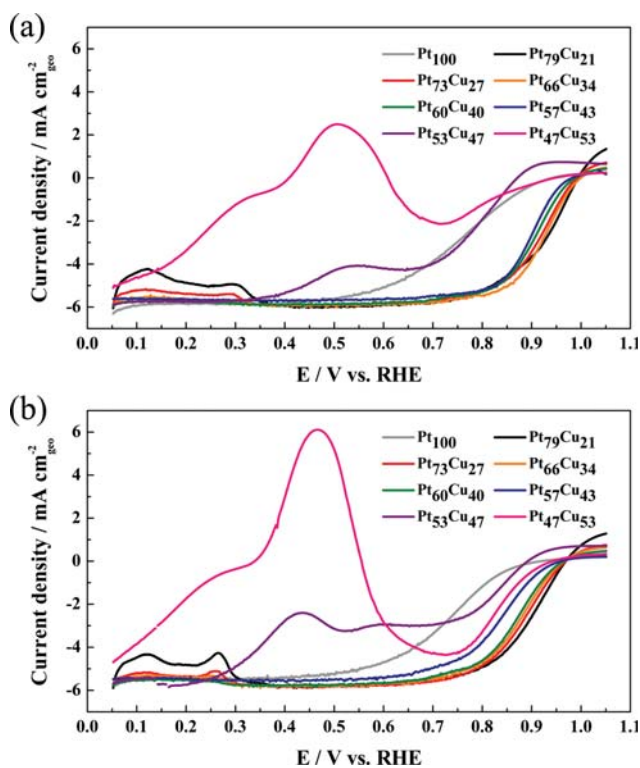 (a)
Pt100 Pt79Cu21
Pt73Cu27 Pt66Cu34
Pt60Cu40 Pt57Cu43
Pt53Cu47 Pt47Cu53
Current density / mA cm-2geo
6
4
2
0
-2
-4
-6
0.0 0.1 0.2 0.3 0.4 0.5 0.6 0.7 0.8 0.9 1.0 1.1
E / V vs. RHE
(b)
Pt100 Pt79Cu21
Pt73Cu27 Pt66Cu34
Pt60Cu40 Pt57Cu43
Pt53Cu47 Pt47Cu53
Current density / mA cm-2geo
6
4
2
0
-2
-4
-6
0.0 0.1 0.2 0.3 0.4 0.5 0.6 0.7 0.8 0.9 1.0 1.1
E / V vs. RHE